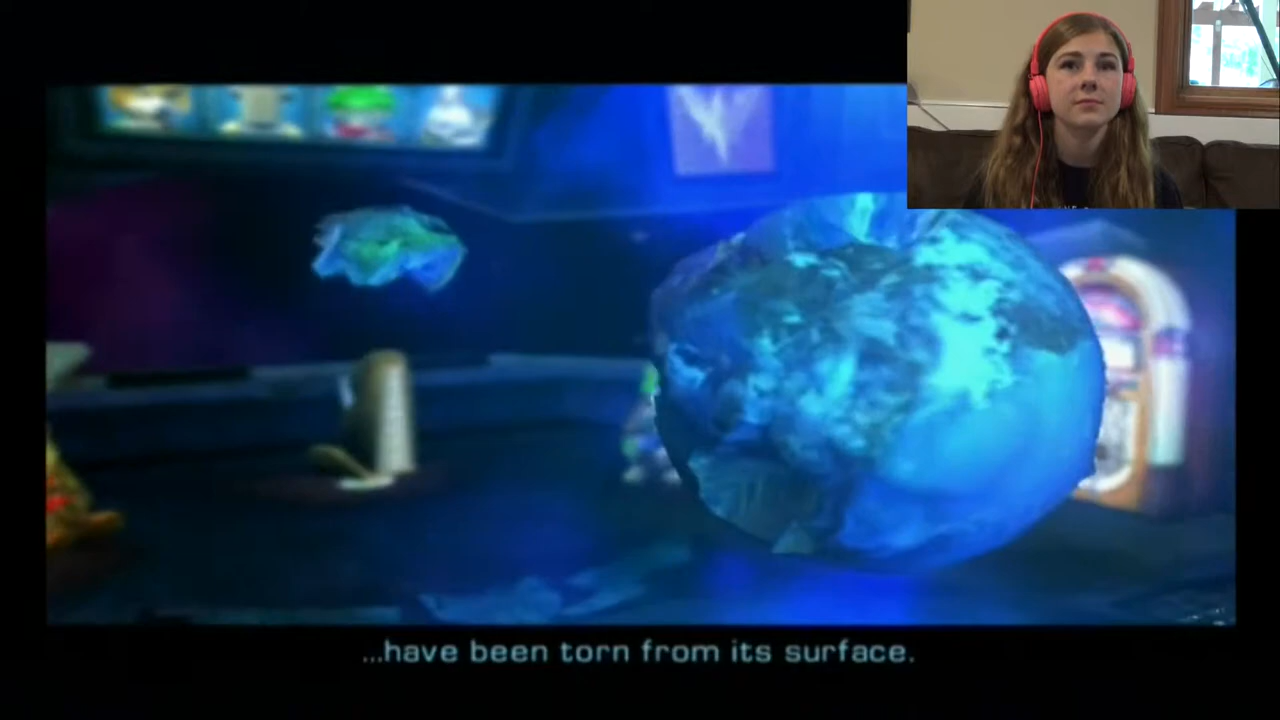 ...have been torn from its surface.